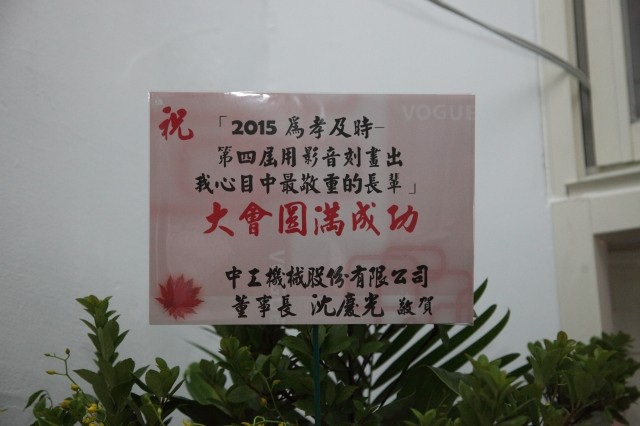 VOGUE
祝
「2015 為孝及時-
第四屆用影音刻畫出
我心目中最敬重的長輩」
大會圓滿成功
中工機械股份有限公司
董事長 沈慶光 敬賀